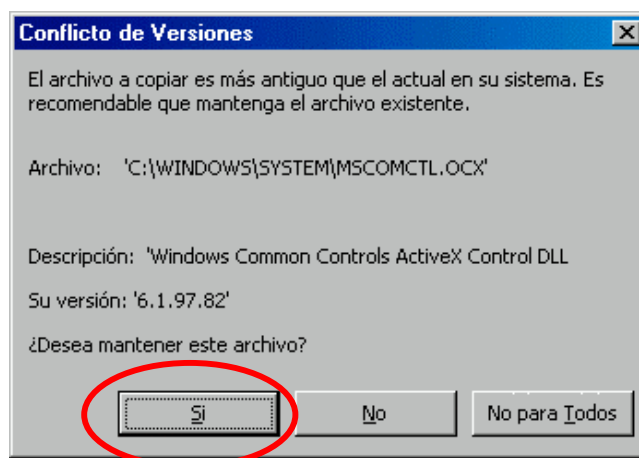 Conflicto de Versiones
El archivo a copiar es más antiguo que el actual en su sistema. Es
recomendable que mantenga el archivo existente.
Archivo: 'C:\WINDOWS\SYSTEM\MSCOMCTL.OCX'
Descripción: 'Windows Common Controls ActiveX Control DLL
Su versión: '6.1.97.82'
¿Desea mantener este archivo?
Si No No para Todos